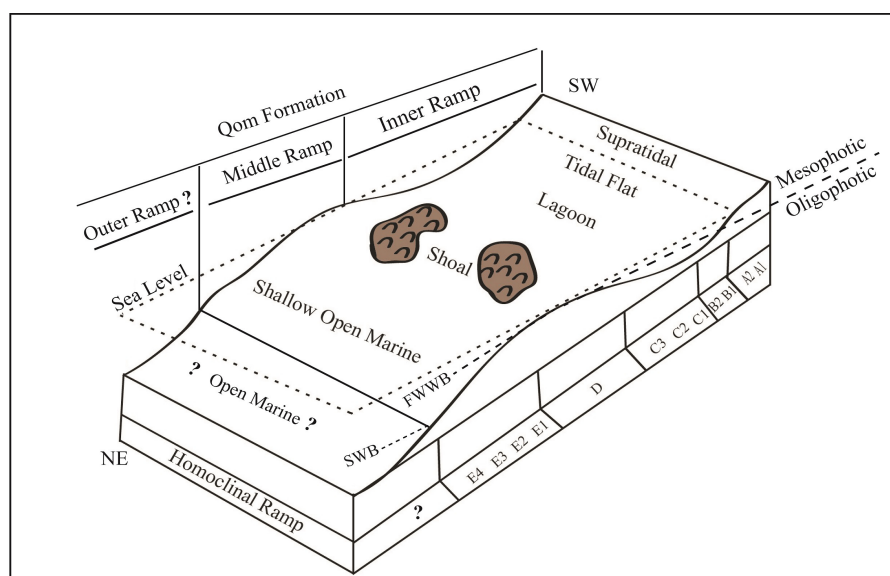 SW
Qom Formation
Inner Ramp
Middle Ramp
Outer Ramp ?
Supratidal
Mesophotic
Oligophotic
Tidal Flat
Lagoon
Shoal
Sea Level
Shallow Open Marine
? Open Marine ?
FWWB
SWB
NE
Homoclinal Ramp
? E4 E3 E2 E1 D C3 C2 C1 B2 B1 A2 A1